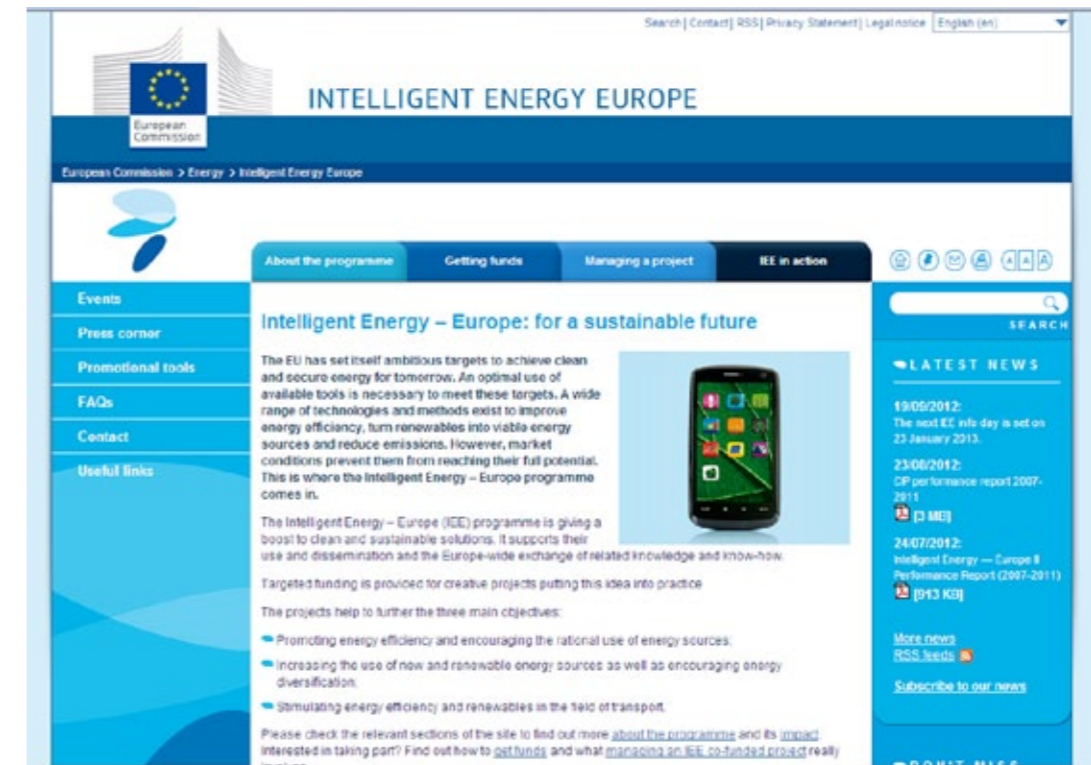 Search | Contact | RSS | Privacy Statement | Legal notice English (en)
European
Commission
INTELLIGENT ENERGY EUROPE
European Commission > Energy > Intelligent Energy Europe
About the programme Getting funds Managing a project IEE in action
A A A
Events
Press corner
Promotional tools
FAQs
Contact
Useful links
Intelligent Energy – Europe: for a sustainable future
The EU has set itself ambitious targets to achieve clean
and secure energy for tomorrow. An optimal use of
available tools is necessary to meet these targets. A wide
range of technologies and methods exist to improve
energy efficiency, turn renewables into viable energy
sources and reduce emissions. However, market
conditions prevent them from reaching their full potential.
This is where the Intelligent Energy – Europe programme
comes in.
The Intelligent Energy – Europe (IEE) programme is giving a
boost to clean and sustainable solutions. It supports their
use and dissemination and the Europe-wide exchange of related knowledge and know-how.
Targeted funding is provided for creative projects putting this idea into practice
The projects help to further the three main objectives:
Promoting energy efficiency and encouraging the rational use of energy sources;
Increasing the use of new and renewable energy sources as well as encouraging energy
diversification;
Stimulating energy efficiency and renewables in the field of transport.
Please check the relevant sections of the site to find out more about the programme and its impact.
Interested in taking part? Find out how to get funds and what managing an IEE co-funded project really
SEARCH
LATEST NEWS
19/09/2012:
The next IEE info day is set on
23 January 2013.
23/08/2012:
CIP performance report 2007-
2011
[3 MB]
24/07/2012:
Intelligent Energy — Europe II
Performance Report (2007-2011)
[913 KB]
More news
RSS feeds
Subscribe to our news
DON'T MISS